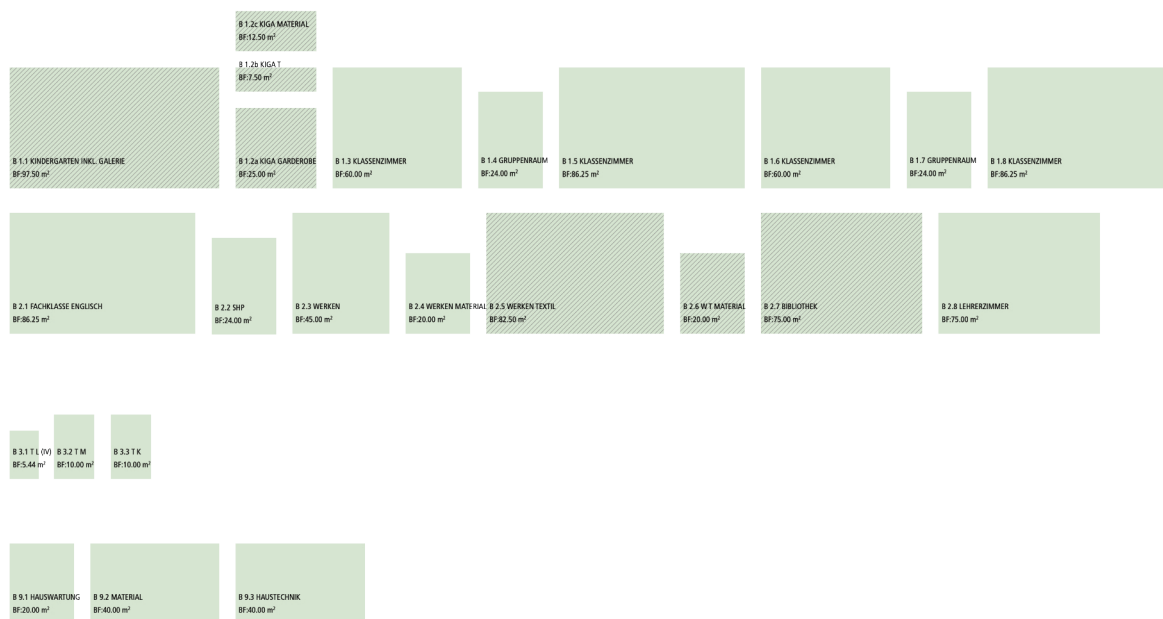 B 1.2c KIGA MATERIAL
BF:12.50 m²
B 1.2b KIGA T
BF:7.50 m²
B 1.1 KINDERGARTEN INKL. GALERIE
BF:97.50 m²
B 1.2a KIGA GARDEROBE
BF:25.00 m²
B 1.3 KLASSENZIMMER
BF:60.00 m²
B 1.4 GRUPPENRAUM
BF:24.00 m²
B 1.5 KLASSENZIMMER
BF:86.25 m²
B 1.6 KLASSENZIMMER
BF:60.00 m²
B 1.7 GRUPPENRAUM
BF:24.00 m²
B 1.8 KLASSENZIMMER
BF:86.25 m²
B 2.1 FACHKLASSE ENGLISCH
BF:86.25 m²
B 2.2 SHP
BF:24.00 m²
B 2.3 WERKEN
BF:45.00 m²
B 2.4 WERKEN MATERIAL
BF:20.00 m²
B 2.5 WERKEN TEXTIL
BF:82.50 m²
B 2.6 W T MATERIAL
BF:20.00 m²
B 2.7 BIBLIOTHEK
BF:75.00 m²
B 2.8 LEHRERZIMMER
BF:75.00 m²
B 3.1 T L (IV)
BF:5.44 m²
B 3.2 T M
BF:10.00 m²
B 3.3 T K
BF:10.00 m²
B 9.1 HAUSWARTUNG
BF:20.00 m²
B 9.2 MATERIAL
BF:40.00 m²
B 9.3 HAUSTECHNIK
BF:40.00 m²